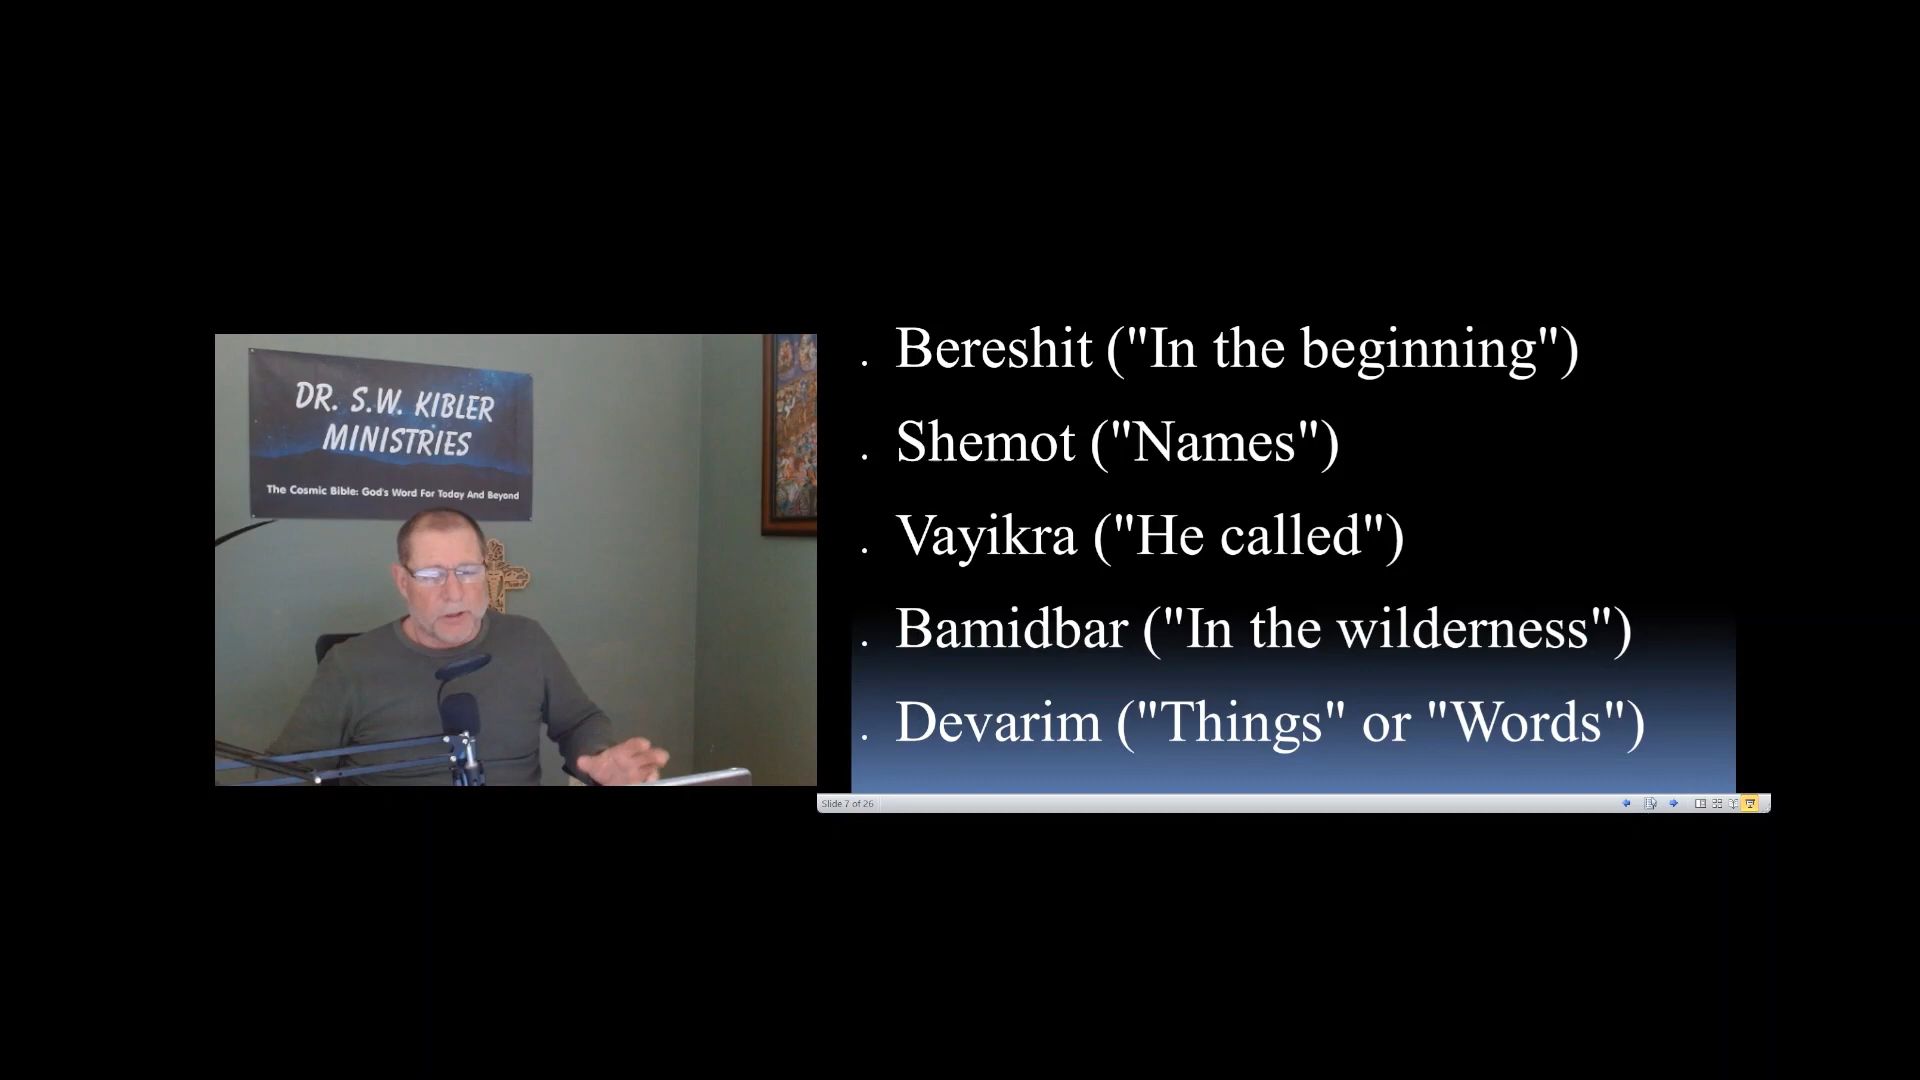 DR. S.W. KIBLER
MINISTRIES
The Cosmic Bible: God's Word For Today And Beyond
. Bereshit ("In the beginning")
. Shemot ("Names")
. Vayikra ("He called")
. Bamidbar ("In the wilderness")
. Devarim ("Things" or "Words")
Slide 7 of 26